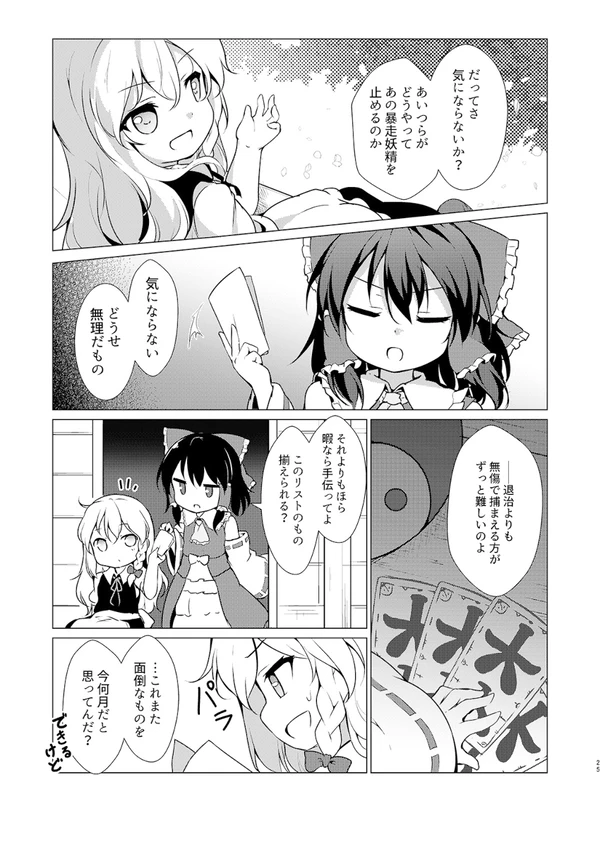 だってさ
気にならないか？
あいつらが
どうやって
あの暴走妖精を
止めるのか
気にならない
どうせ
無理だもの
――退治よりも
無傷で捕まえる方が
ずっと難しいのよ
それよりもほら
暇なら手伝ってよ
このリストのもの
揃えられる？
パラ
…これまた
面倒なものを
今何月だと
思ってんだ？
できる
けど
25